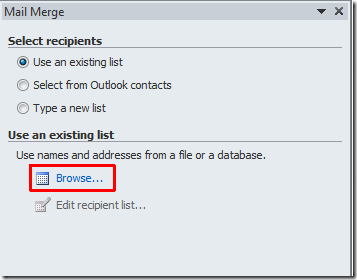 Mail Merge
Select recipients
Use an existing list
Select from Outlook contacts
Type a new list
Use an existing list
Use names and addresses from a file or a database.
Browse...
Edit recipient list...